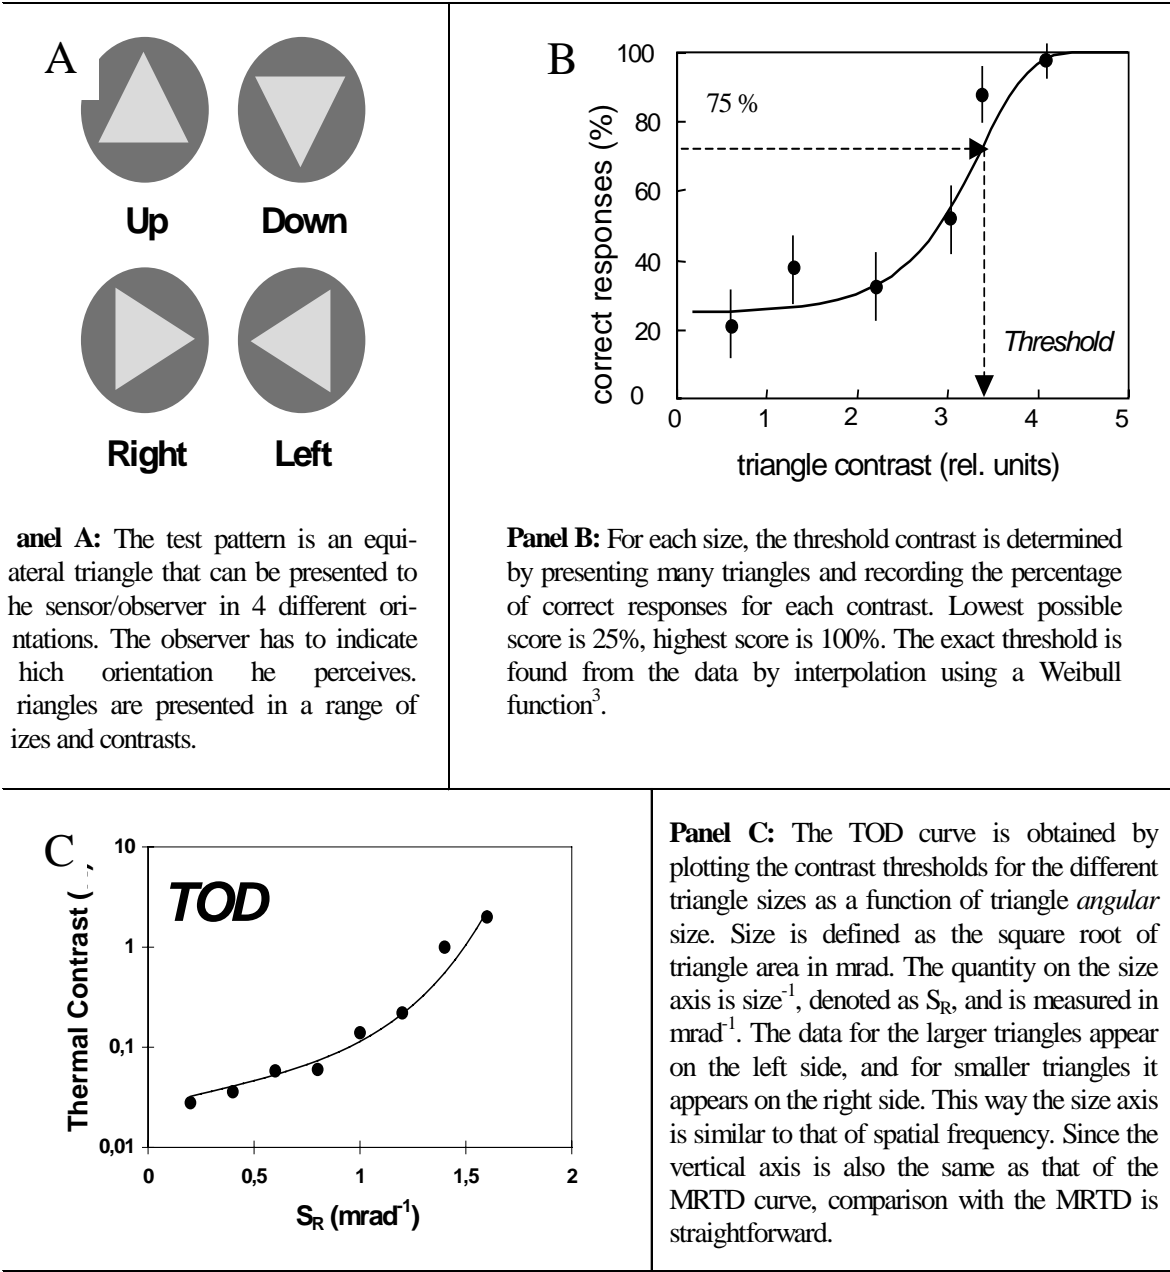 A
Up
Down
Right
Left
anel A: The test pattern is an equi-
ateral triangle that can be presented to
he sensor/observer in 4 different ori-
ntations. The observer has to indicate
hich orientation he perceives.
riangles are presented in a range of
izes and contrasts.
B
correct responses (%)
100
80
60
40
20
0
75 %
Threshold
0 1 2 3 4 5
triangle contrast (rel. units)
Panel B: For each size, the threshold contrast is determined
by presenting many triangles and recording the percentage
of correct responses for each contrast. Lowest possible
score is 25%, highest score is 100%. The exact threshold is
found from the data by interpolation using a Weibull
function³.
C
Thermal Contrast (
10
1
0,1
0,01
TOD
0 0,5 1 1,5 2
S_R (mrad⁻¹)
Panel C: The TOD curve is obtained by
plotting the contrast thresholds for the different
triangle sizes as a function of triangle angular
size. Size is defined as the square root of
triangle area in mrad. The quantity on the size
axis is size⁻¹, denoted as S_R, and is measured in
mrad⁻¹. The data for the larger triangles appear
on the left side, and for smaller triangles it
appears on the right side. This way the size axis
is similar to that of spatial frequency. Since the
vertical axis is also the same as that of the
MRTD curve, comparison with the MRTD is
straightforward.